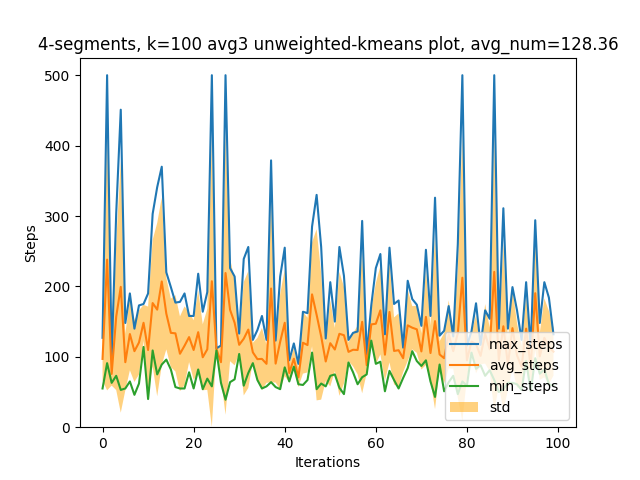 4-segments, k=100 avg3 unweighted-kmeans plot, avg_num=128.36
500
400
300
200
100
0
Steps
0
20
40
60
80
100
Iterations
max_steps
avg_steps
min_steps
std